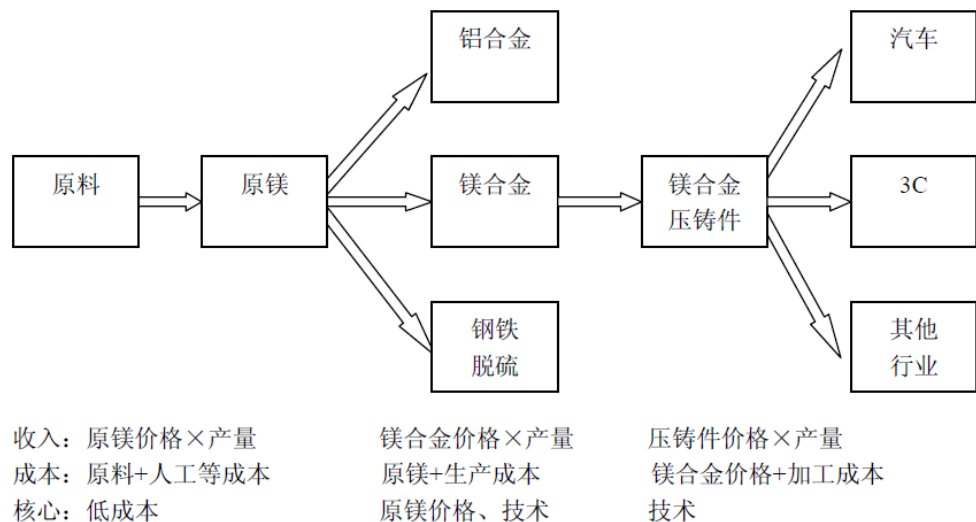 铝合金
汽车
原料
原镁
镁合金
镁合金
压铸件
3C
钢铁
脱硫
其他
行业
收入：原镁价格×产量
镁合金价格×产量
压铸件价格×产量
成本：原料+人工等成本
原镁+生产成本
镁合金价格+加工成本
核心：低成本
原镁价格、技术
技术